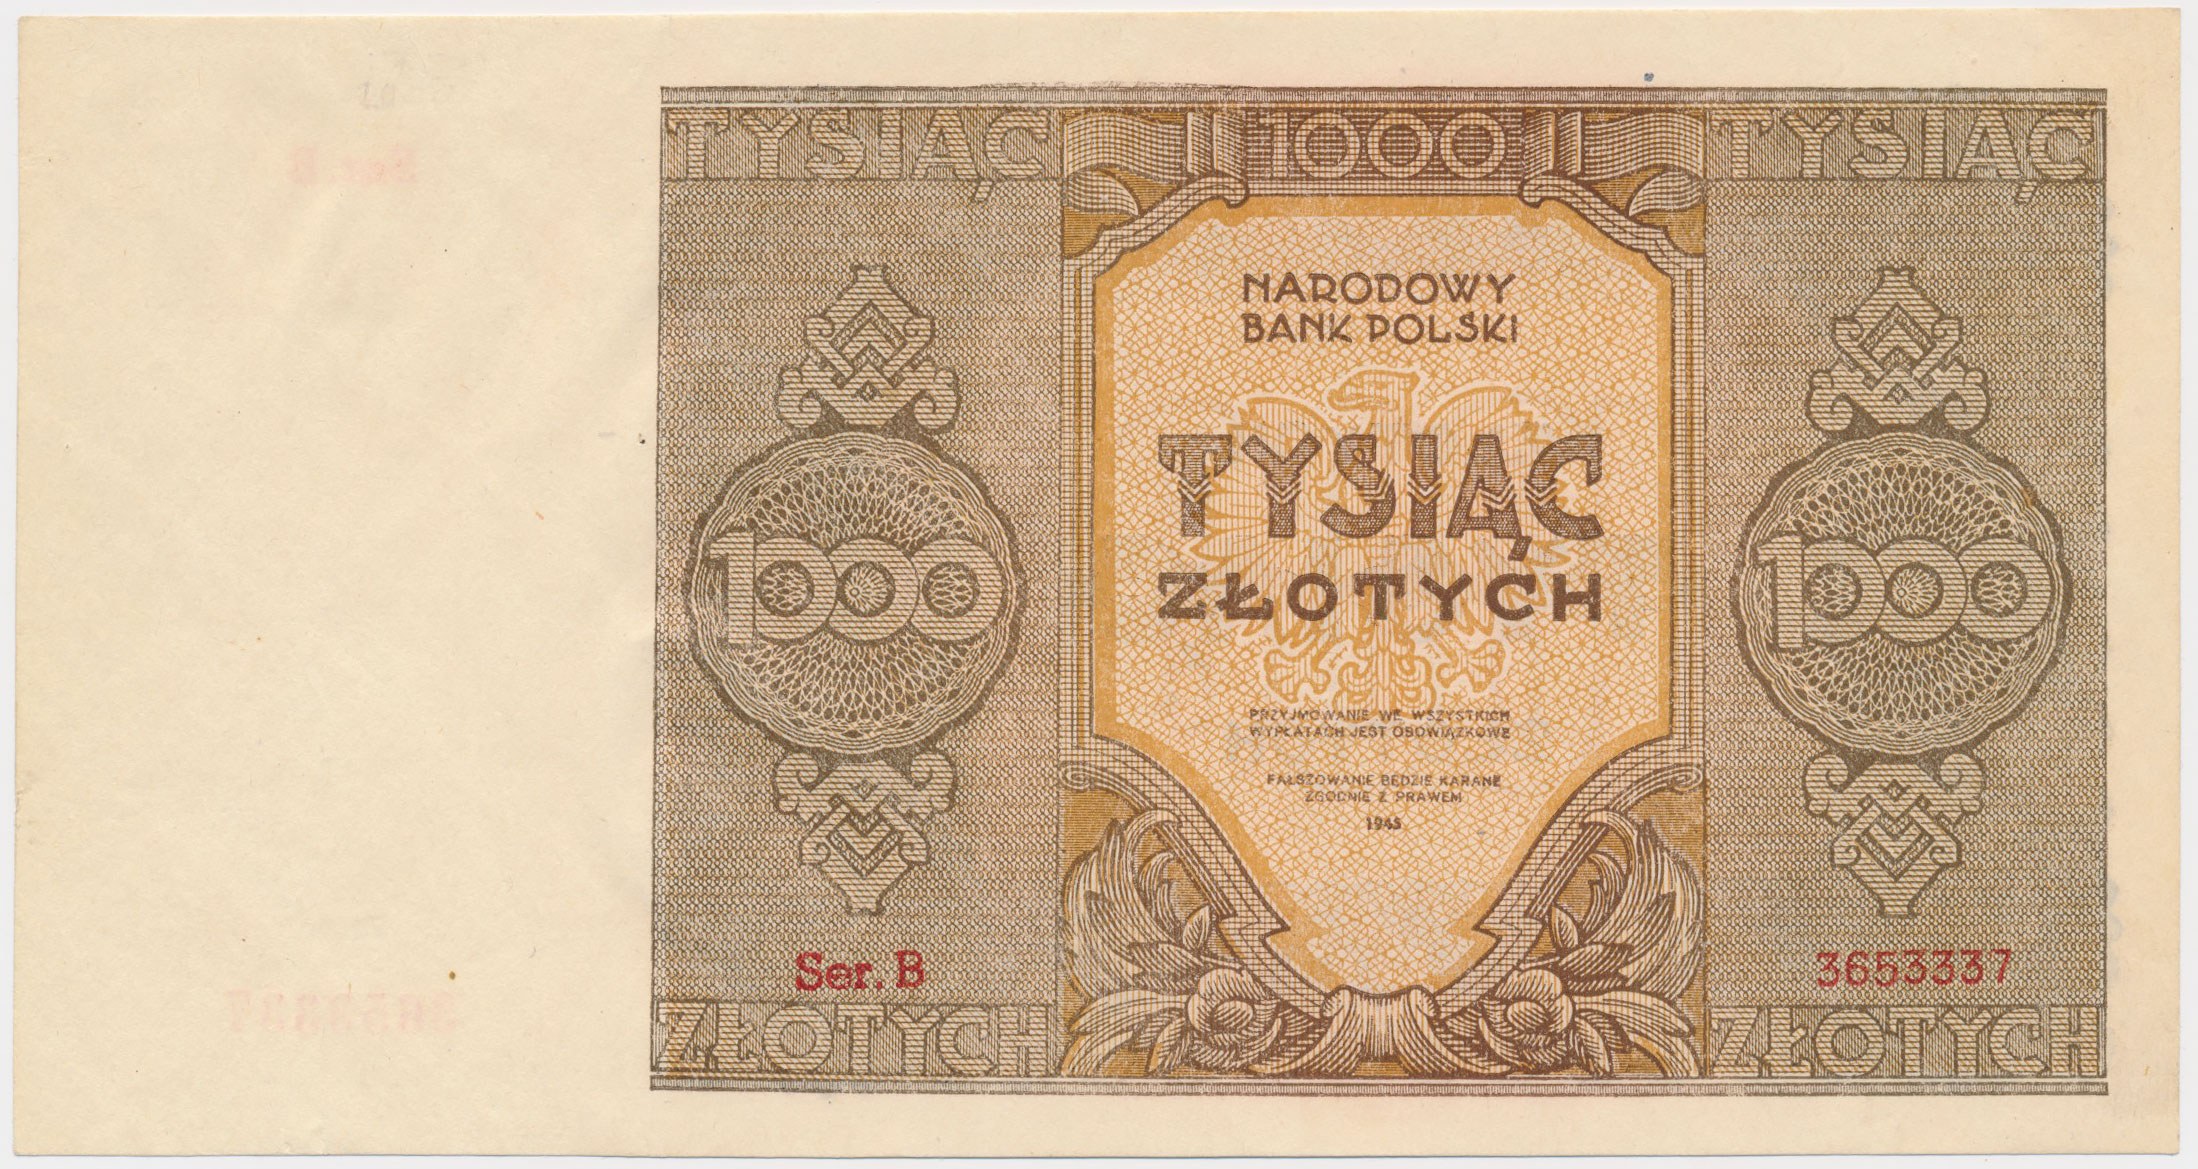 TYSIĄC 1000 TYSIĄC
NARODOWY
BANK POLSKI
TYSIĄC
1000
1000
ZŁOTYCH
PRZYJMOWANIE WE WSZYSTKICH
WYPŁATACH JEST OBOWIĄZKOWE
FAŁSZOWANIE BĘDZIE KARANE
ZGODNIE Z PRAWEM
1945
Ser. B
3653337
ZŁOTYCH
ZŁOTYCH